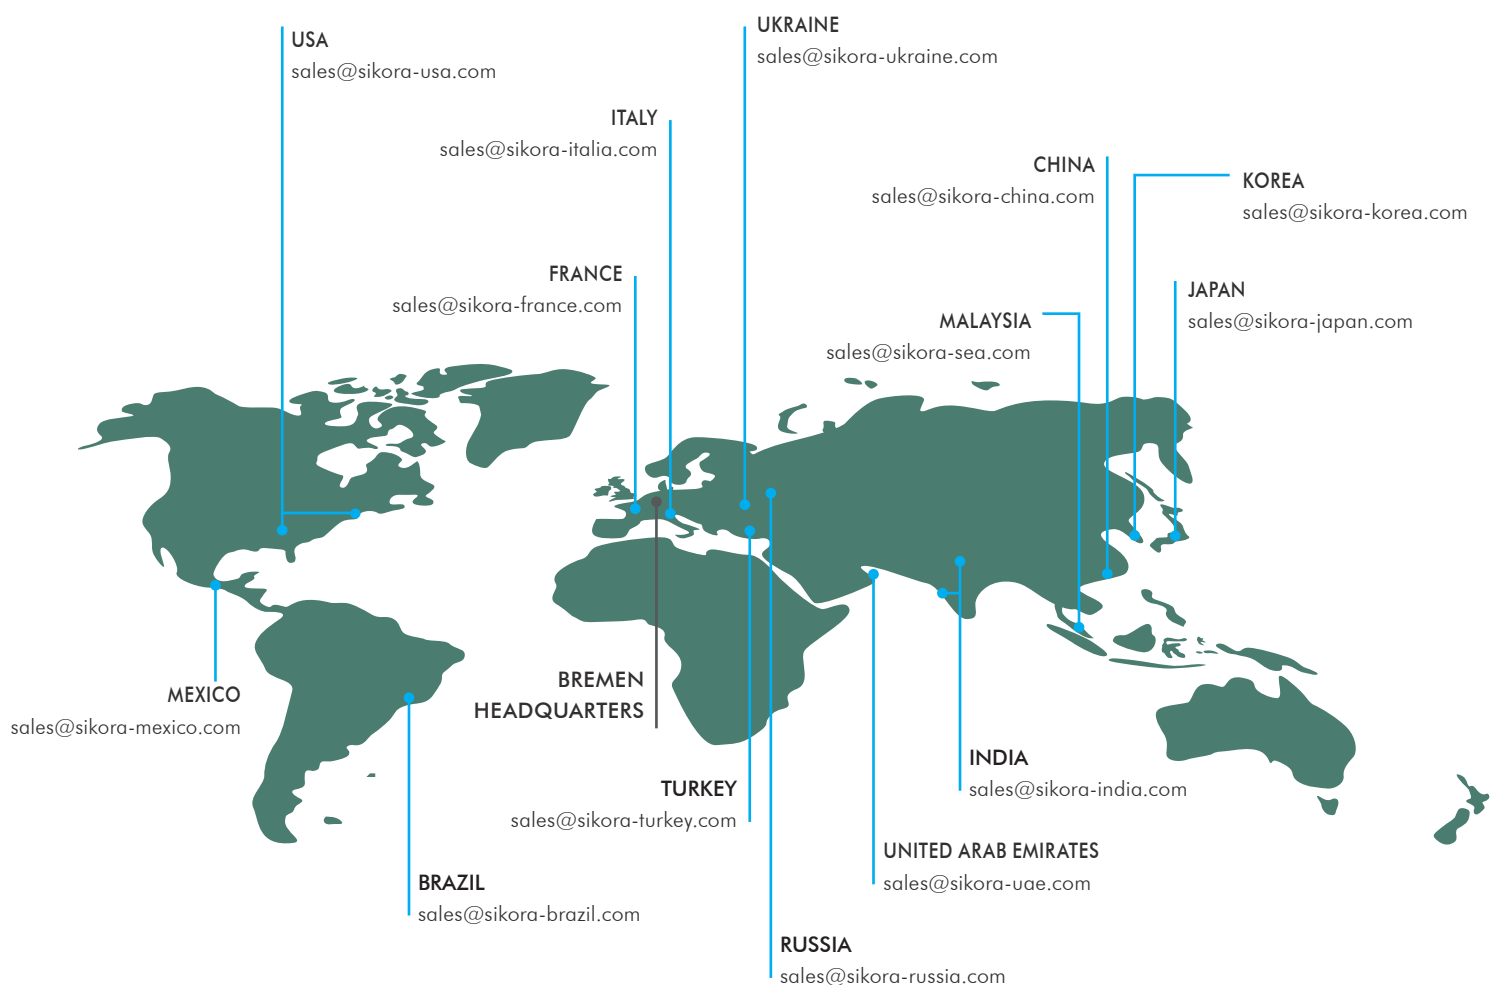 USA
sales@sikora-usa.com
UKRAINE
sales@sikora-ukraine.com
ITALY
sales@sikora-italia.com
CHINA
sales@sikora-china.com
KOREA
sales@sikora-korea.com
FRANCE
sales@sikora-france.com
JAPAN
sales@sikora-japan.com
MALAYSIA
sales@sikora-sea.com
MEXICO
sales@sikora-mexico.com
BREMEN
HEADQUARTERS
INDIA
sales@sikora-india.com
TURKEY
sales@sikora-turkey.com
UNITED ARAB EMIRATES
sales@sikora-uae.com
BRAZIL
sales@sikora-brazil.com
RUSSIA
sales@sikora-russia.com